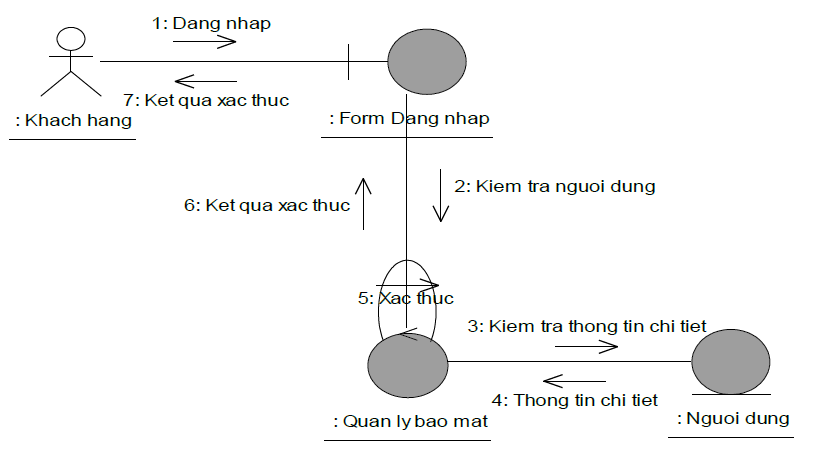 1: Dang nhap
7: Ket qua xac thuc
: Khach hang
: Form Dang nhap
2: Kiem tra nguoi dung
6: Ket qua xac thuc
5: Xac thuc
3: Kiem tra thong tin chi tiet
4: Thong tin chi tiet
: Quan ly bao mat
: Nguoi dung